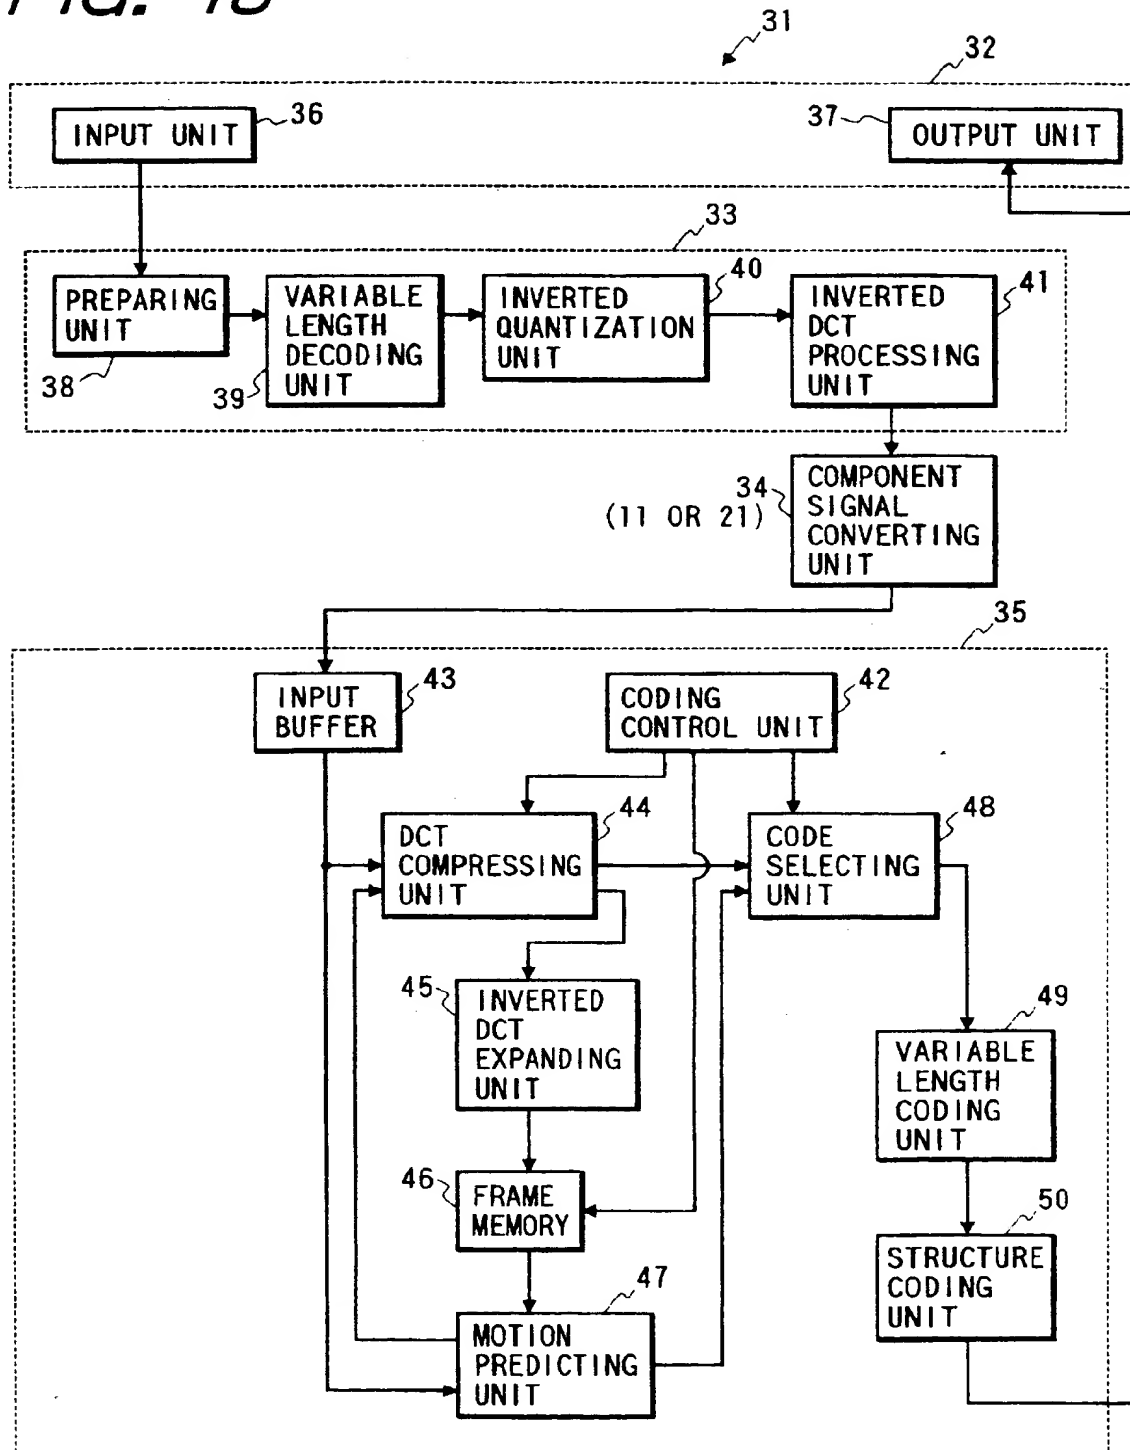 31
32
INPUT UNIT
36
37
OUTPUT UNIT
33
PREPARING
UNIT
38
VARIABLE
LENGTH
DECODING
UNIT
39
INVERTED
QUANTIZATION
UNIT
40
INVERTED
DCT
PROCESSING
UNIT
41
34
(11 OR 21)
COMPONENT
SIGNAL
CONVERTING
UNIT
35
INPUT
BUFFER
43
CODING
CONTROL UNIT
42
DCT
COMPRESSING
UNIT
44
CODE
SELECTING
UNIT
48
45
INVERTED
DCT
EXPANDING
UNIT
49
VARIABLE
LENGTH
CODING
UNIT
46
FRAME
MEMORY
50
STRUCTURE
CODING
UNIT
47
MOTION
PREDICTING
UNIT